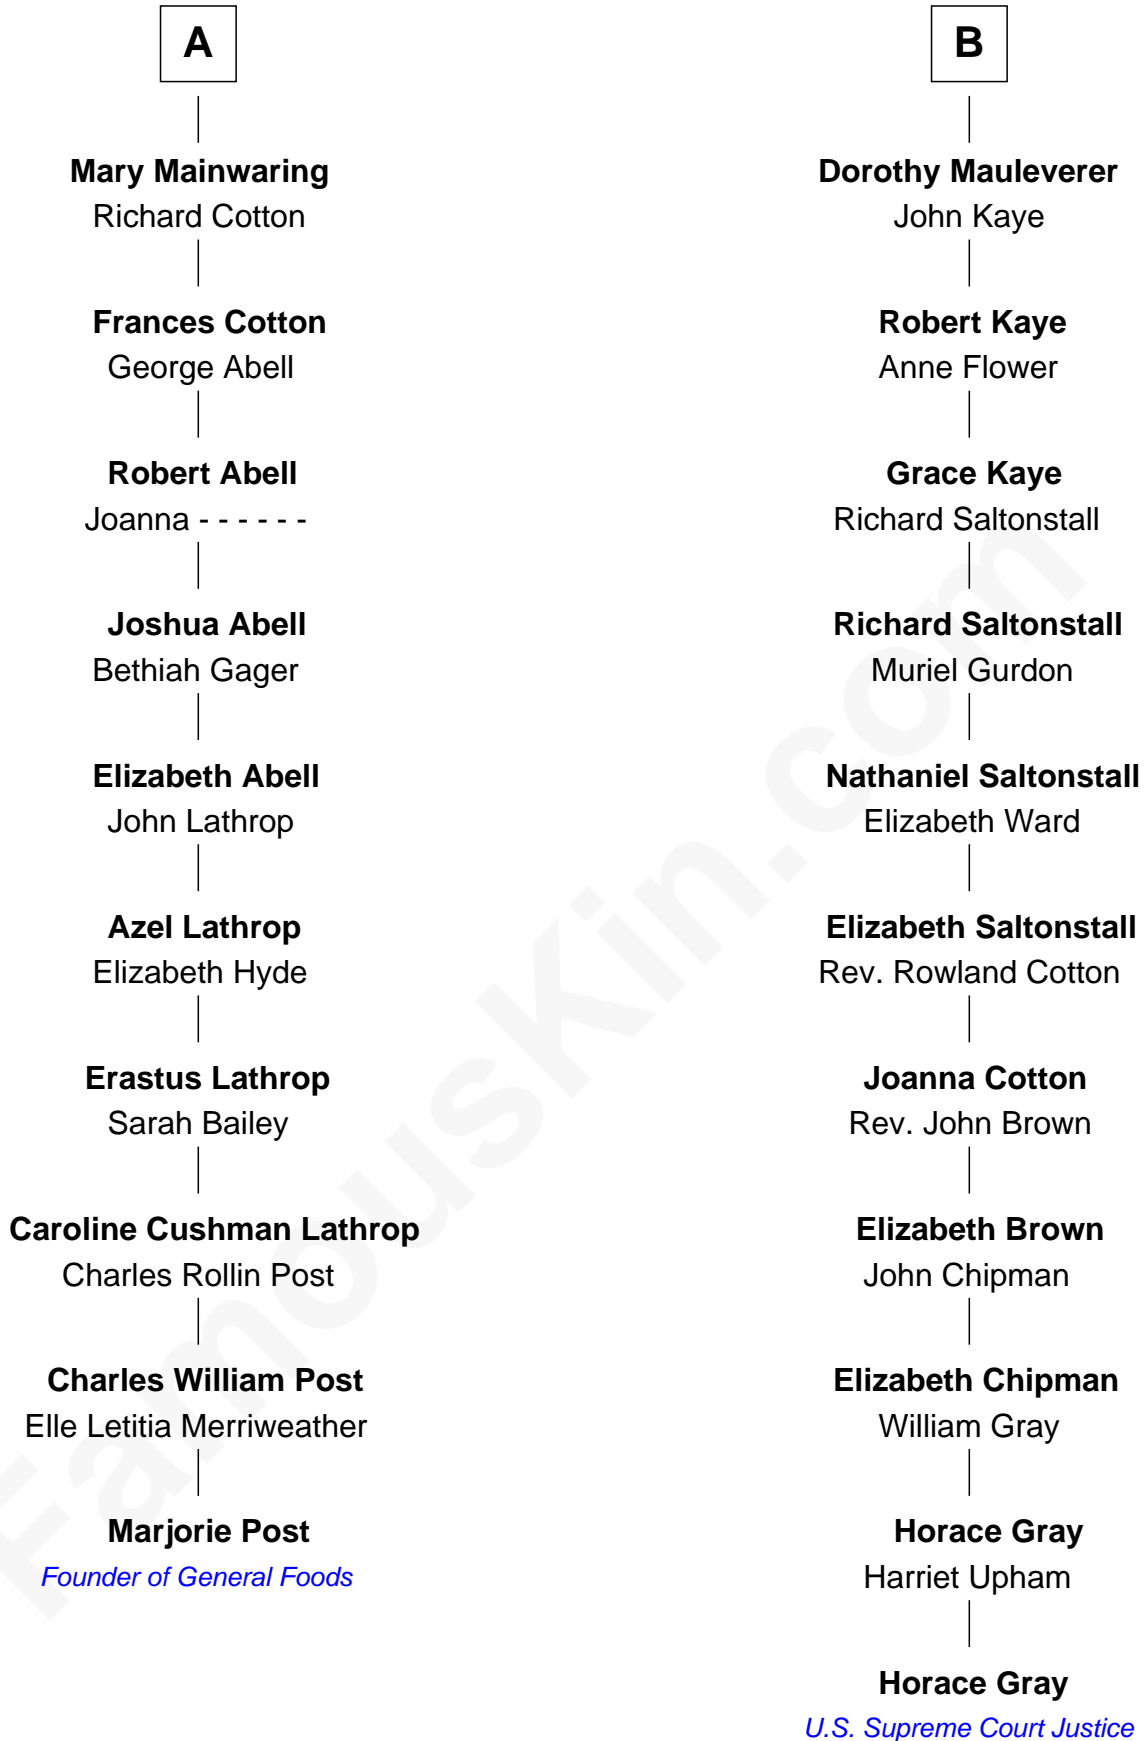 A
Mary Mainwaring
Richard Cotton
Frances Cotton
George Abell
Robert Abell
Joanna - - - - - -
Joshua Abell
Bethiah Gager
Elizabeth Abell
John Lathrop
Azel Lathrop
Elizabeth Hyde
Erastus Lathrop
Sarah Bailey
Caroline Cushman Lathrop
Charles Rollin Post
Charles William Post
Elle Letitia Merriweather
Marjorie Post
Founder of General Foods
B
Dorothy Mauleverer
John Kaye
Robert Kaye
Anne Flower
Grace Kaye
Richard Saltonstall
Richard Saltonstall
Muriel Gurdon
Nathaniel Saltonstall
Elizabeth Ward
Elizabeth Saltonstall
Rev. Rowland Cotton
Joanna Cotton
Rev. John Brown
Elizabeth Brown
John Chipman
Elizabeth Chipman
William Gray
Horace Gray
Harriet Upham
Horace Gray
U.S. Supreme Court Justice
FamousKin.com